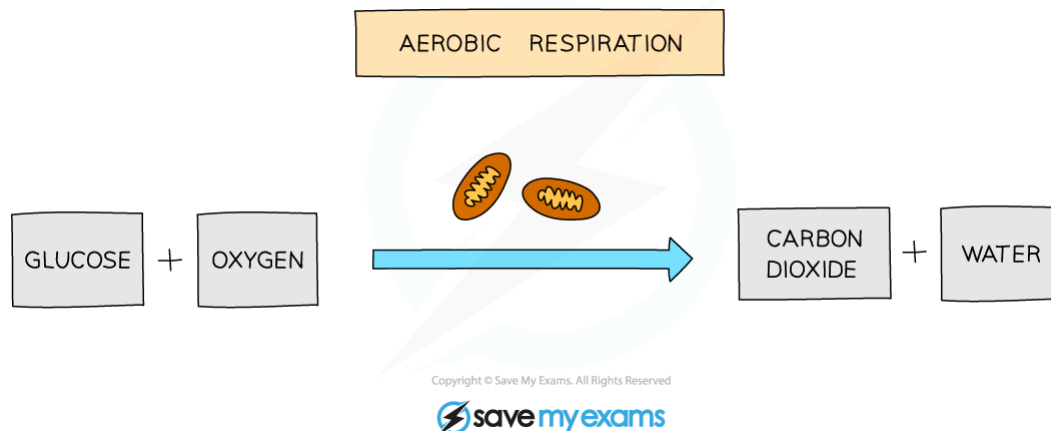 AEROBIC RESPIRATION
GLUCOSE + OXYGEN
CARBON
DIOXIDE
+ WATER
Copyright © Save My Exams. All Rights Reserved
save my exams